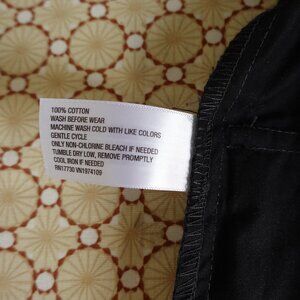 100% COTTON
WASH BEFORE WEAR
MACHINE WASH COLD WITH LIKE COLORS
GENTLE CYCLE
ONLY NON-CHLORINE BLEACH IF NEEDED
TUMBLE DRY LOW, REMOVE PROMPTLY
COOL IRON IF NEEDED
RN17730 VN1974109